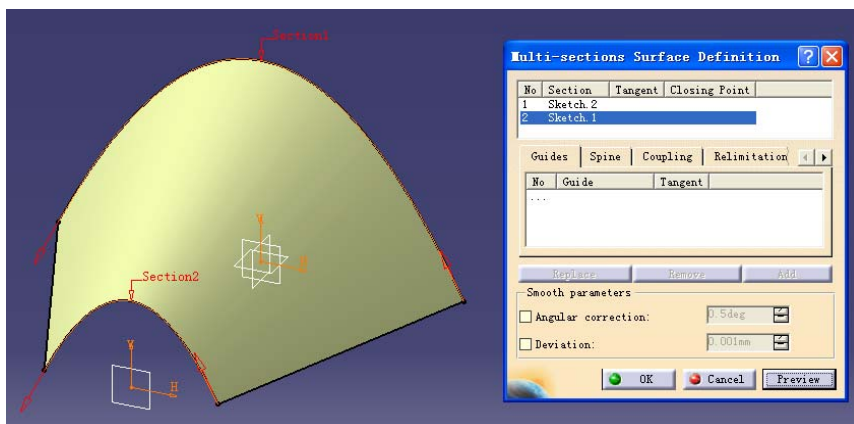 Section1
Section2
V
H
V
H
Multi-sections Surface Definition
No Section Tangent Closing Point
1 Sketch.2
2 Sketch.1
Guides Spine Coupling Relimitation
No Guide Tangent
...
Replace Remove Add
Smooth parameters
Angular correction: 0.5deg
Deviation: 0.001mm
OK Cancel Preview